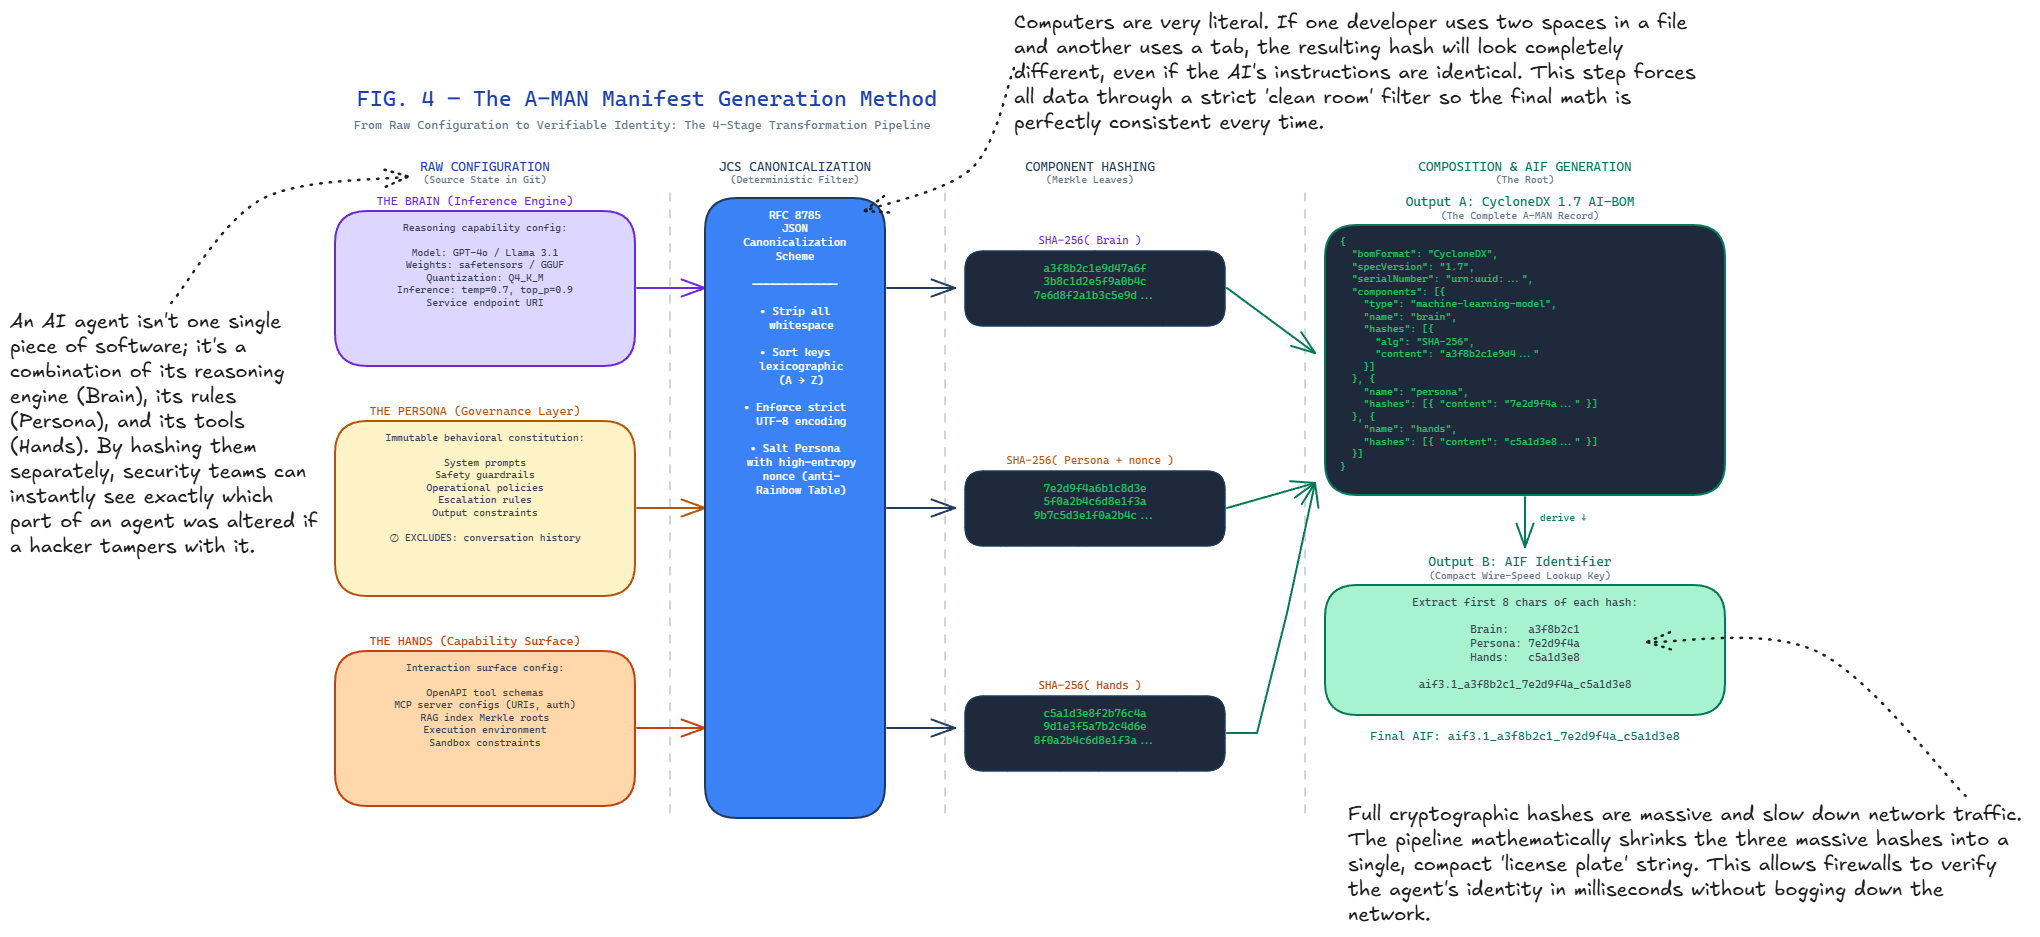 Computers are very literal. If one developer uses two spaces in a file
and another uses a tab, the resulting hash will look completely
different, even if the AI's instructions are identical. This step forces
all data through a strict 'clean room' filter so the final math is
perfectly consistent every time.
FIG. 4 — The A-MAN Manifest Generation Method
From Raw Configuration to Verifiable Identity: The 4-Stage Transformation Pipeline
An AI agent isn't one single
piece of software; it's a
combination of its reasoning
engine (Brain), its rules
(Persona), and its tools
(Hands). By hashing them
separately, security teams can
instantly see exactly which
part of an agent was altered if
a hacker tampers with it.
RAW CONFIGURATION
(Source State in Git)
THE BRAIN (Inference Engine)
Reasoning capability config:
Model: GPT-4o / Llama 3.1
Weights: safetensors / GGUF
Quantization: Q4_K_M
Inference: temp=0.7, top_p=0.9
Service endpoint URI
THE PERSONA (Governance Layer)
Immutable behavioral constitution:
System prompts
Safety guardrails
Operational policies
Escalation rules
Output constraints
⊘ EXCLUDES: conversation history
THE HANDS (Capability Surface)
Interaction surface config:
OpenAPI tool schemas
MCP server configs (URIs, auth)
RAG index Merkle roots
Execution environment
Sandbox constraints
JCS CANONICALIZATION
(Deterministic Filter)
RFC 8785
JSON
Canonicalization
Scheme
• Strip all
whitespace
• Sort keys
lexicographic
(A → Z)
• Enforce strict
UTF-8 encoding
• Salt Persona
with high-entropy
nonce (anti-
Rainbow Table)
COMPONENT HASHING
(Merkle Leaves)
SHA-256( Brain )
a3f8b2c1e9d47a6f
3b8c1d2e5f9a0b4c
7e6d8f2a1b3c5e9d...
SHA-256( Persona + nonce )
7e2d9f4a6b1c8d3e
5f0a2b4c6d8e1f3a
9b7c5d3e1f0a2b4c...
SHA-256( Hands )
c5a1d3e8f2b76c4a
9d1e3f5a7b2c4d6e
8f0a2b4c6d8e1f3a...
COMPOSITION & AIF GENERATION
(The Root)
Output A: CycloneDX 1.7 AI-BOM
(The Complete A-MAN Record)
{
"bomFormat": "CycloneDX",
"specVersion": "1.7",
"serialNumber": "urn:uuid:...",
"components": [{
"type": "machine-learning-model",
"name": "brain",
"hashes": [{
"alg": "SHA-256",
"content": "a3f8b2c1e9d4..."
}]
}, {
"name": "persona",
"hashes": [{ "content": "7e2d9f4a..." }]
}, {
"name": "hands",
"hashes": [{ "content": "c5a1d3e8..." }]
}]
}
derive ↓
Output B: AIF Identifier
(Compact Wire-Speed Lookup Key)
Extract first 8 chars of each hash:
Brain: a3f8b2c1
Persona: 7e2d9f4a
Hands: c5a1d3e8
aif3.1_a3f8b2c1_7e2d9f4a_c5a1d3e8
Final AIF: aif3.1_a3f8b2c1_7e2d9f4a_c5a1d3e8
Full cryptographic hashes are massive and slow down network traffic.
The pipeline mathematically shrinks the three massive hashes into a
single, compact 'license plate' string. This allows firewalls to verify
the agent's identity in milliseconds without bogging down the
network.